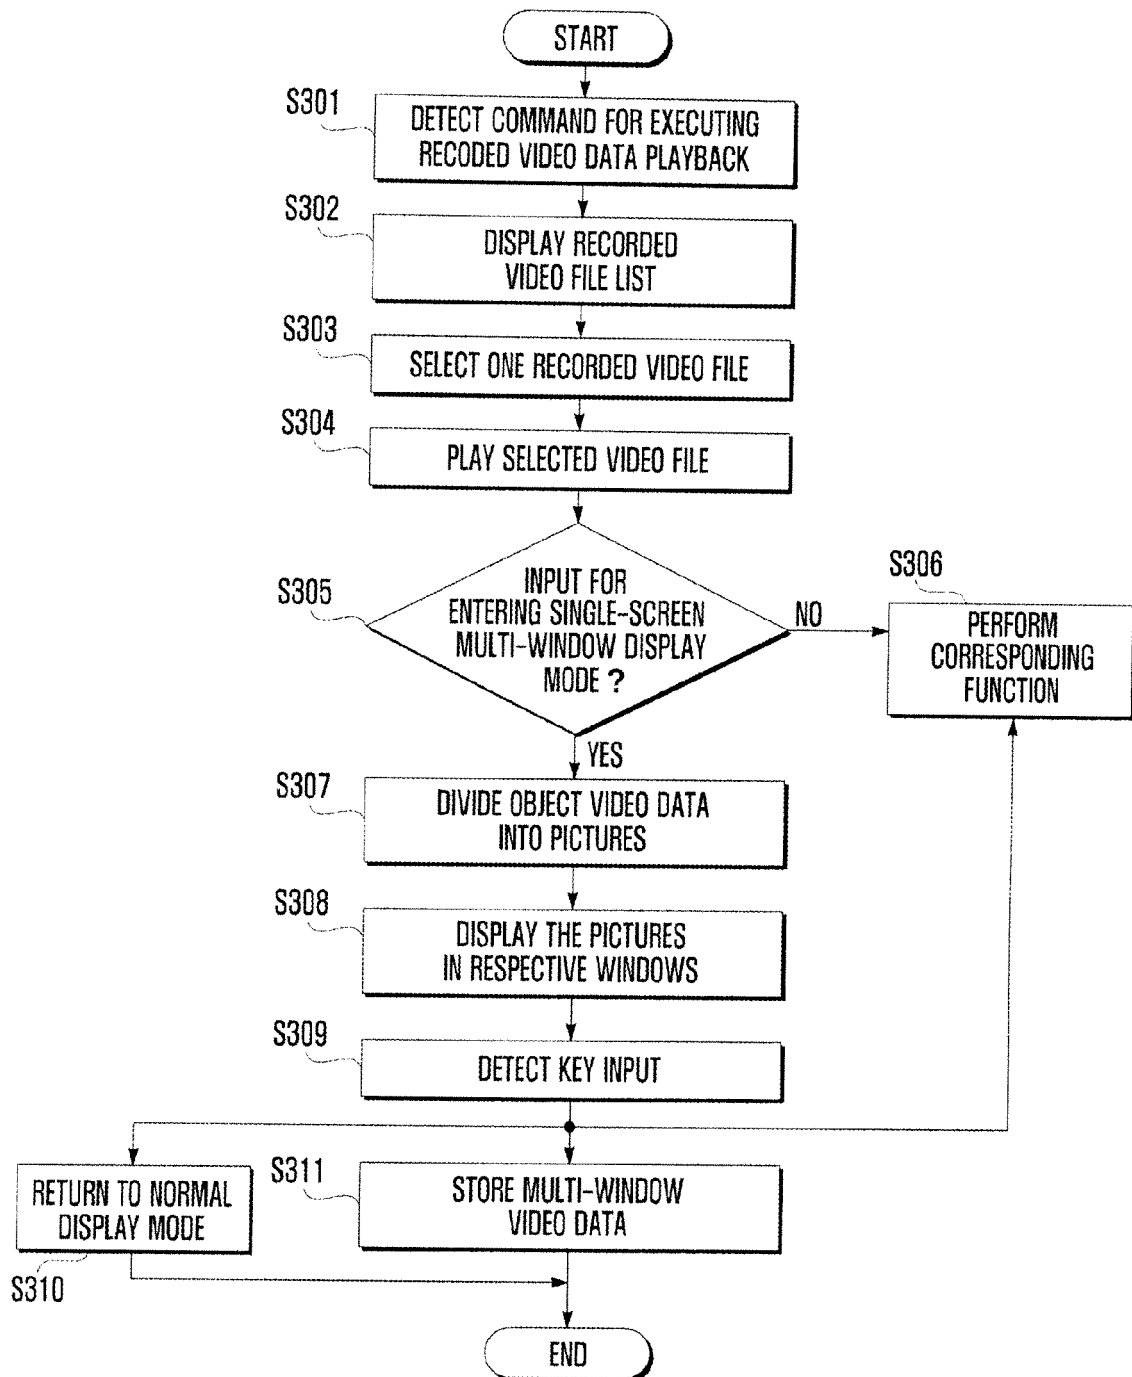 START
S301
DETECT COMMAND FOR EXECUTING
RECODED VIDEO DATA PLAYBACK
S302
DISPLAY RECORDED
VIDEO FILE LIST
S303
SELECT ONE RECORDED VIDEO FILE
S304
PLAY SELECTED VIDEO FILE
S305
INPUT FOR
ENTERING SINGLE-SCREEN
MULTI-WINDOW DISPLAY
MODE ?
NO
S306
PERFORM
CORRESPONDING
FUNCTION
YES
S307
DIVIDE OBJECT VIDEO DATA
INTO PICTURES
S308
DISPLAY THE PICTURES
IN RESPECTIVE WINDOWS
S309
DETECT KEY INPUT
RETURN TO NORMAL
DISPLAY MODE
S310
S311
STORE MULTI-WINDOW
VIDEO DATA
END